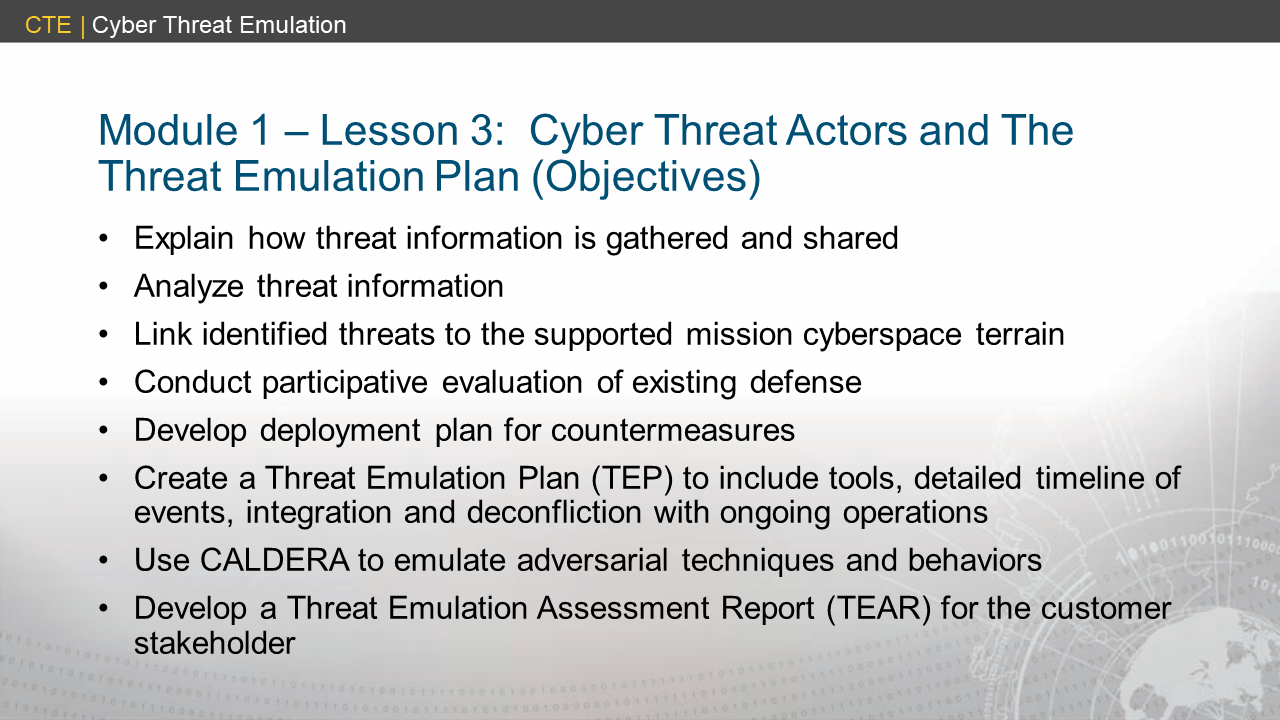 CTE | Cyber Threat Emulation
Module 1 – Lesson 3: Cyber Threat Actors and The
Threat Emulation Plan (Objectives)
• Explain how threat information is gathered and shared
• Analyze threat information
• Link identified threats to the supported mission cyberspace terrain
• Conduct participative evaluation of existing defense
• Develop deployment plan for countermeasures
• Create a Threat Emulation Plan (TEP) to include tools, detailed timeline of
events, integration and deconfliction with ongoing operations
• Use CALDERA to emulate adversarial techniques and behaviors
• Develop a Threat Emulation Assessment Report (TEAR) for the customer
stakeholder